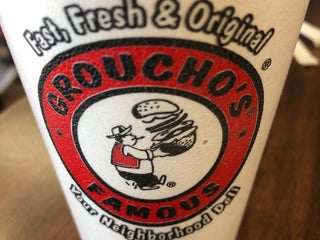 Fast, Fresh & Original
®
GROUCHO'S
®
FAMOUS
Your Neighborhood Deli